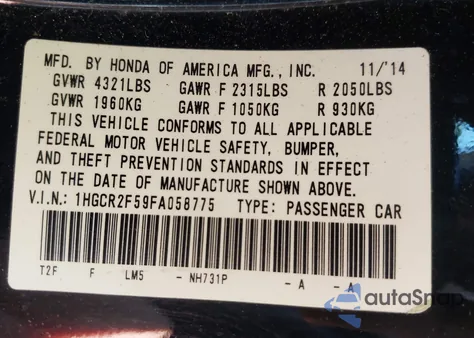 MFD. BY HONDA OF AMERICA MFG., INC. 11/'14
GVWR 4321LBS GAWR F 2315LBS R 2050LBS
GVWR 1960KG GAWR F 1050KG R 930KG
THIS VEHICLE CONFORMS TO ALL APPLICABLE
FEDERAL MOTOR VEHICLE SAFETY, BUMPER,
AND THEFT PREVENTION STANDARDS IN EFFECT
ON THE DATE OF MANUFACTURE SHOWN ABOVE.
V.I.N.: 1HGCR2F59FA058775 TYPE: PASSENGER CAR
T2F F LM5 - NH731P - A - A
autoSnap